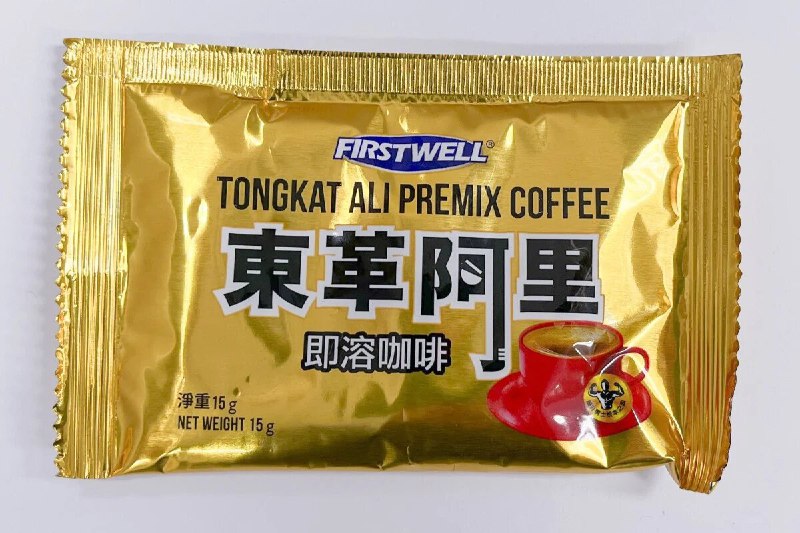 FIRSTWELL®
TONGKAT ALI PREMIX COFFEE
東革阿里
即溶咖啡
淨重15g
NET WEIGHT 15g